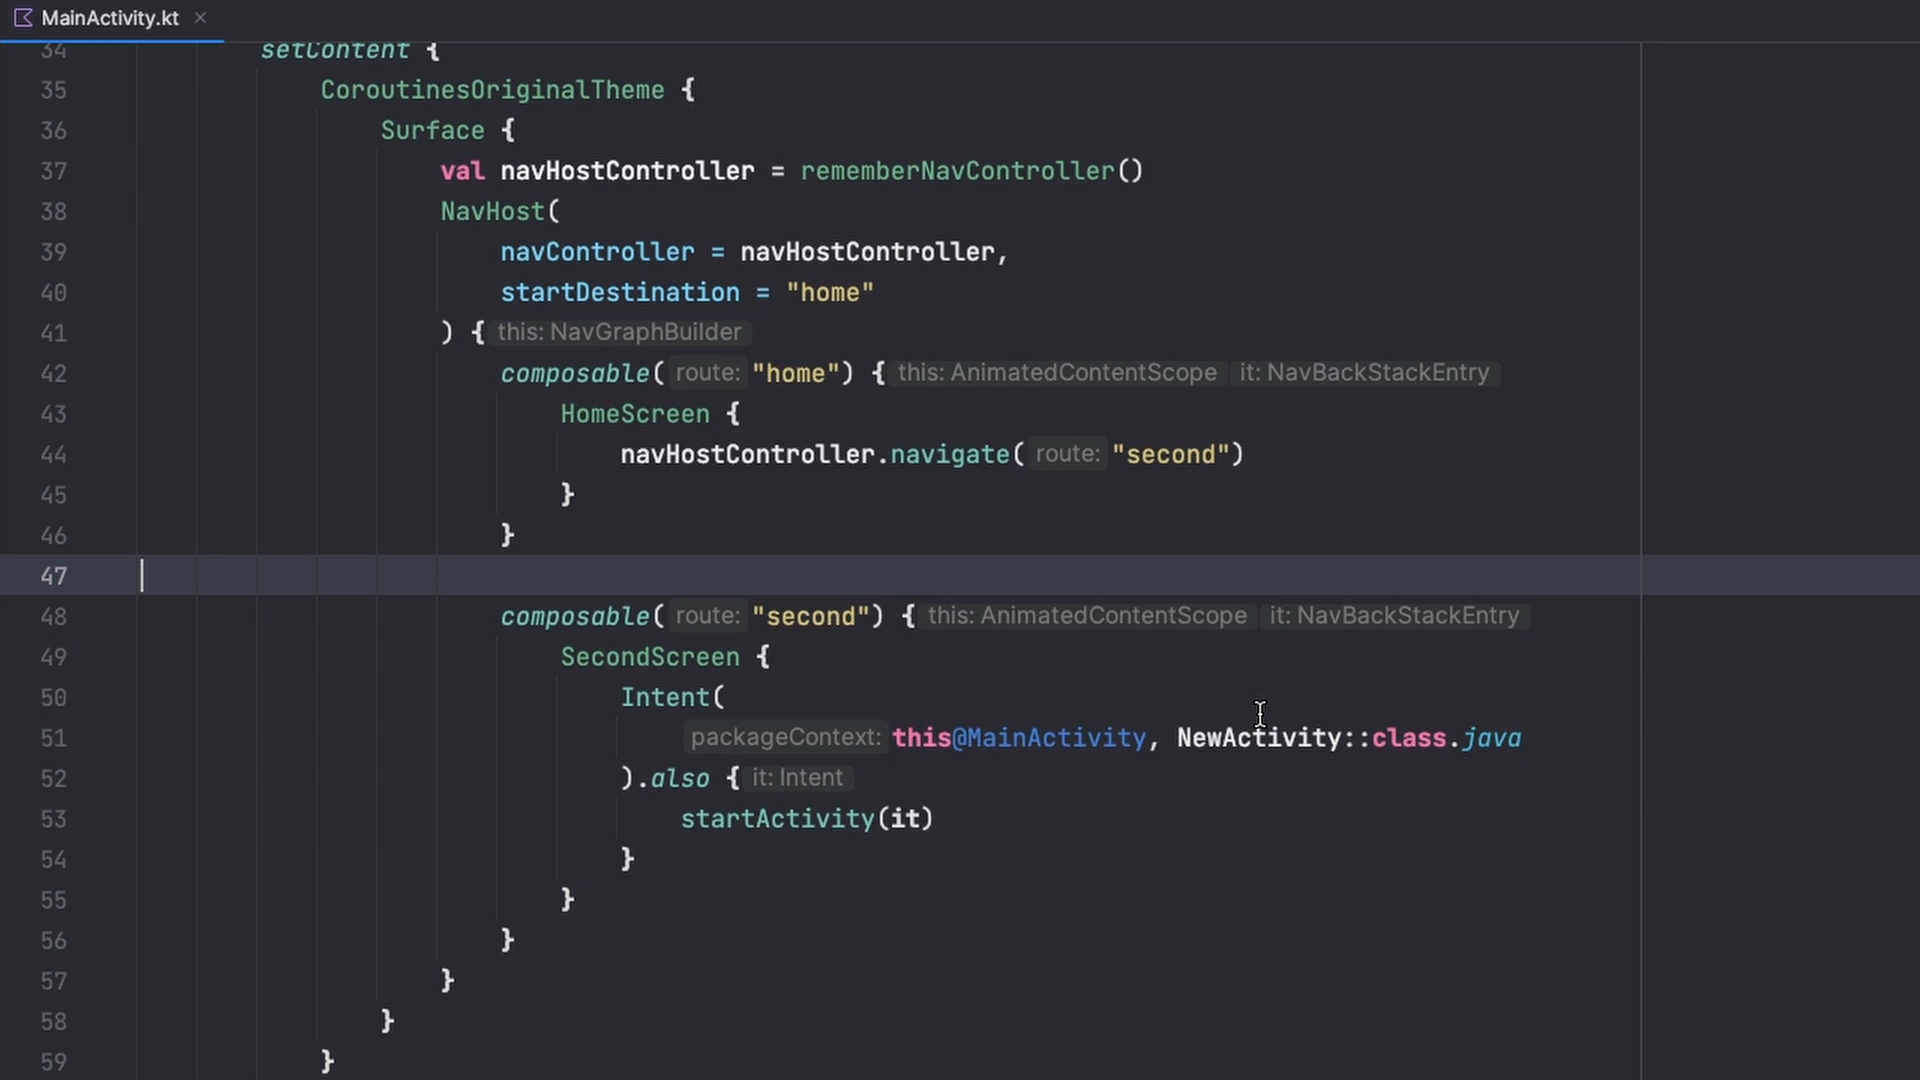 MainActivity.kt
34 setContent {
35 CoroutinesOriginalTheme {
36 Surface {
37 val navHostController = rememberNavController()
38 NavHost(
39 navController = navHostController,
40 startDestination = "home"
41 ) { this: NavGraphBuilder
42 composable( route: "home") { this: AnimatedContentScope it: NavBackStackEntry
43 HomeScreen {
44 navHostController.navigate( route: "second")
45 }
46 }
47
48 composable( route: "second") { this: AnimatedContentScope it: NavBackStackEntry
49 SecondScreen {
50 Intent(
51 packageContext: this@MainActivity, NewActivity::class.java
52 ).also { it: Intent
53 startActivity(it)
54 }
55 }
56 }
57 }
58 }
59 }